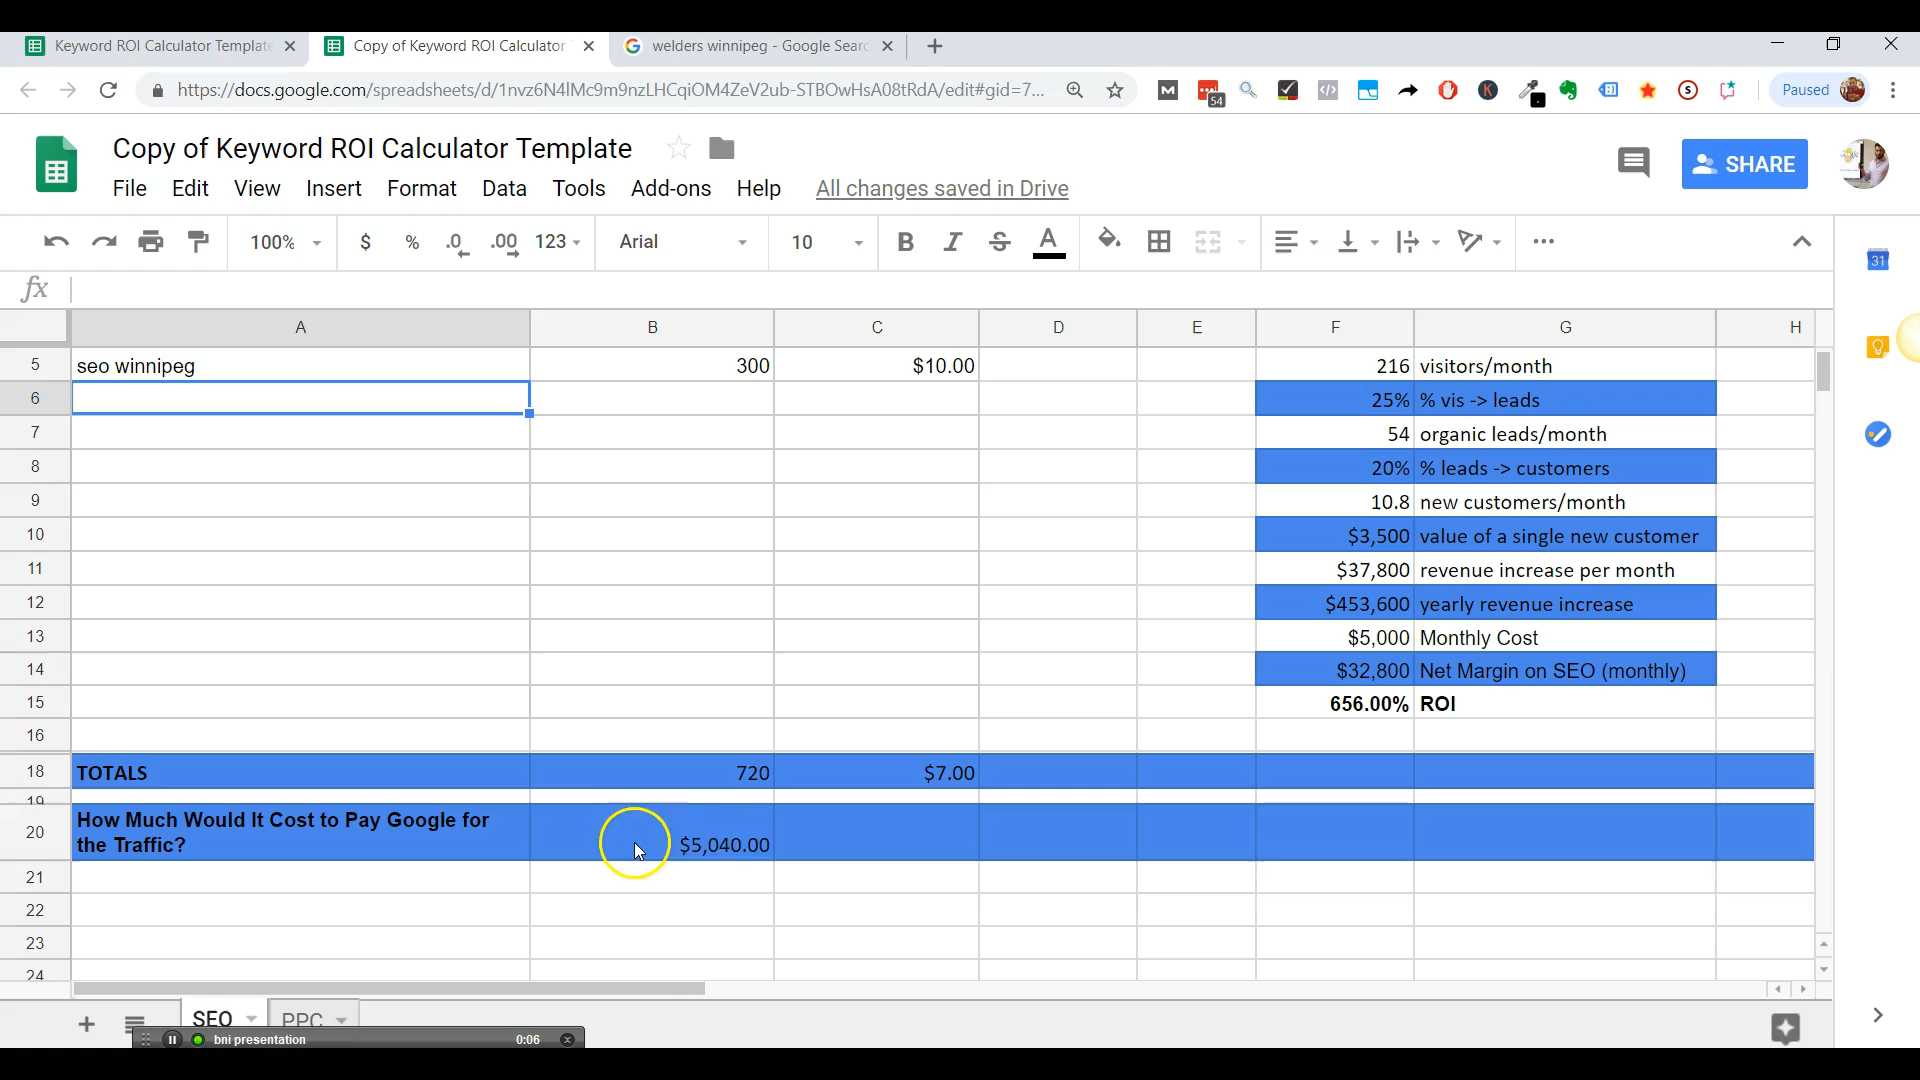 Keyword ROI Calculator Template
Copy of Keyword ROI Calculator
welders winnipeg - Google Searc
https://docs.google.com/spreadsheets/d/1nvz6N4lMc9m9nzLHCqiOM4ZeV2ub-STBOwHsA08tRdA/edit#gid=7...
54
Paused
Copy of Keyword ROI Calculator Template
File Edit View Insert Format Data Tools Add-ons Help All changes saved in Drive
SHARE
100% $ % .0 .00 123 Arial 10 B I S A
31
fx
A B C D E F G H
5 seo winnipeg 300 $10.00 216 visitors/month
6 25% % vis -> leads
7 54 organic leads/month
8 20% % leads -> customers
9 10.8 new customers/month
10 $3,500 value of a single new customer
11 $37,800 revenue increase per month
12 $453,600 yearly revenue increase
13 $5,000 Monthly Cost
14 $32,800 Net Margin on SEO (monthly)
15 656.00% ROI
16
18 TOTALS 720 $7.00
19
20 How Much Would It Cost to Pay Google for
the Traffic? $5,040.00
21
22
23
24
SEO PPC
bni presentation 0:06